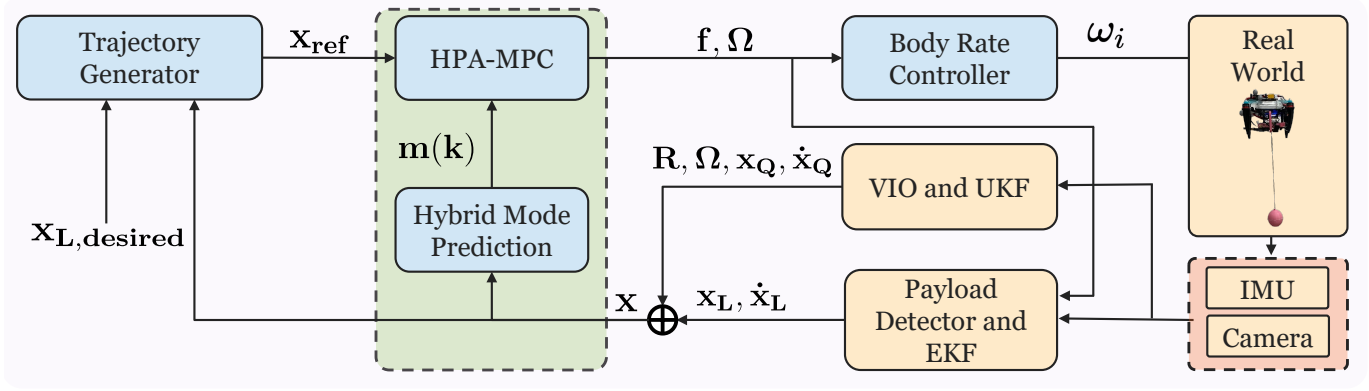 Trajectory
Generator
x_ref
HPA-MPC
f, Ω
Body Rate
Controller
ω_i
Real
World
m(k)
R, Ω, x_Q, ẋ_Q
VIO and UKF
Hybrid Mode
Prediction
x_L,desired
x
x_L, ẋ_L
Payload
Detector and
EKF
IMU
Camera